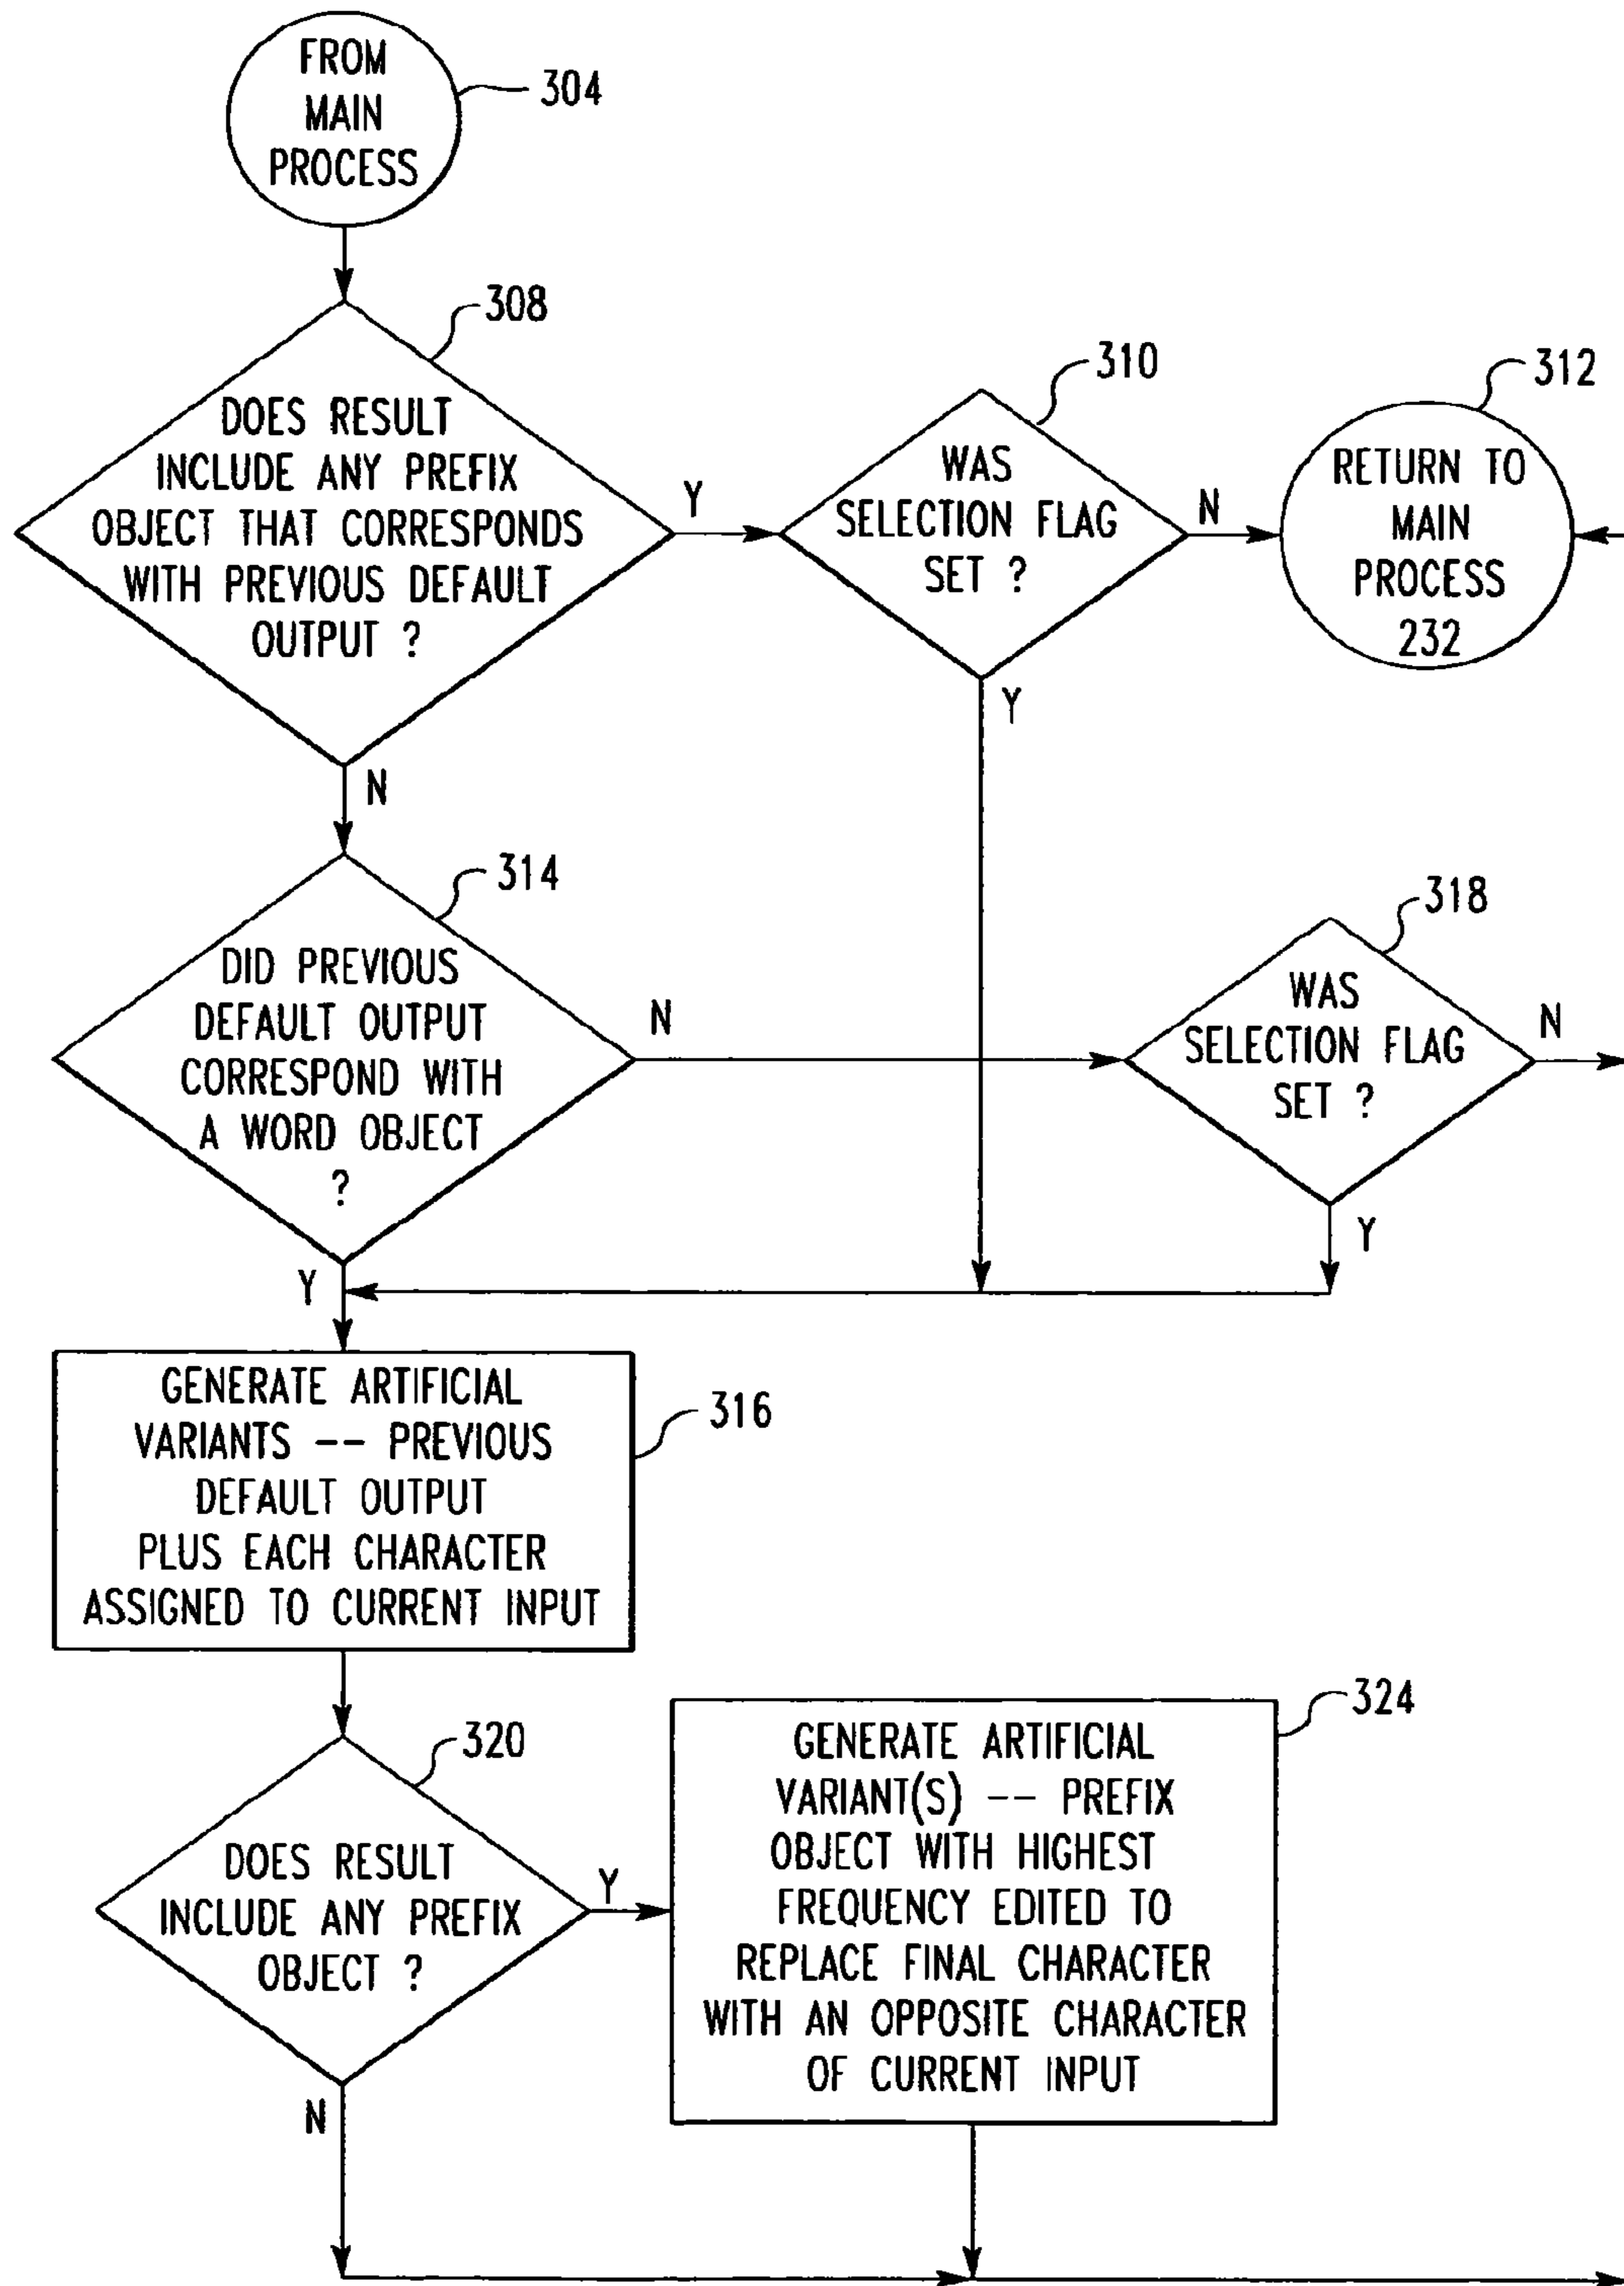 FROM
MAIN
PROCESS
304
308
DOES RESULT
INCLUDE ANY PREFIX
OBJECT THAT CORRESPONDS
WITH PREVIOUS DEFAULT
OUTPUT ?
Y
N
310
WAS
SELECTION FLAG
SET ?
N
Y
312
RETURN TO
MAIN
PROCESS
232
314
DID PREVIOUS
DEFAULT OUTPUT
CORRESPOND WITH
A WORD OBJECT
?
N
Y
318
WAS
SELECTION FLAG
SET ?
N
Y
GENERATE ARTIFICIAL
VARIANTS -- PREVIOUS
DEFAULT OUTPUT
PLUS EACH CHARACTER
ASSIGNED TO CURRENT INPUT
316
320
DOES RESULT
INCLUDE ANY PREFIX
OBJECT ?
Y
N
324
GENERATE ARTIFICIAL
VARIANT(S) -- PREFIX
OBJECT WITH HIGHEST
FREQUENCY EDITED TO
REPLACE FINAL CHARACTER
WITH AN OPPOSITE CHARACTER
OF CURRENT INPUT